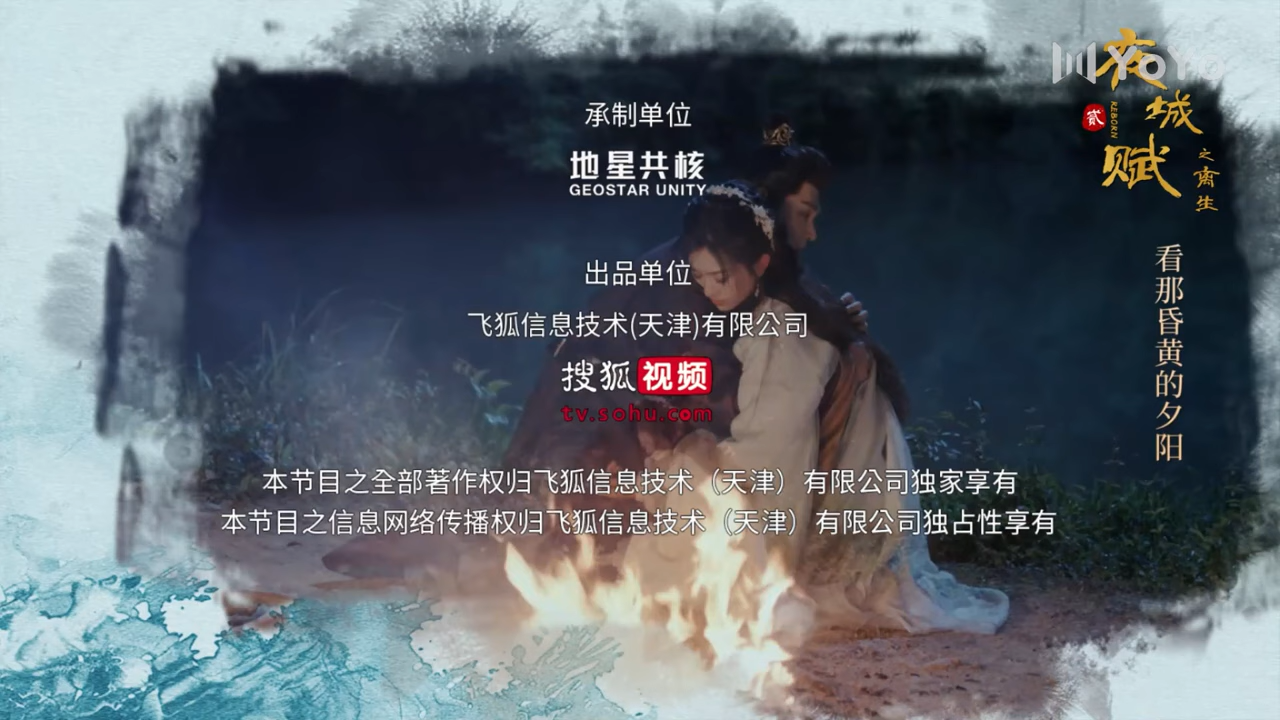 承制单位
地星共核
GEOSTAR UNITY
出品单位
飞狐信息技术(天津)有限公司
搜狐视频
tv.sohu.com
本节目之全部著作权归飞狐信息技术（天津）有限公司独家享有
本节目之信息网络传播权归飞狐信息技术（天津）有限公司独占性享有
YoYo
夜城赋
贰
REBORN
之离生
看那昏黄的夕阳